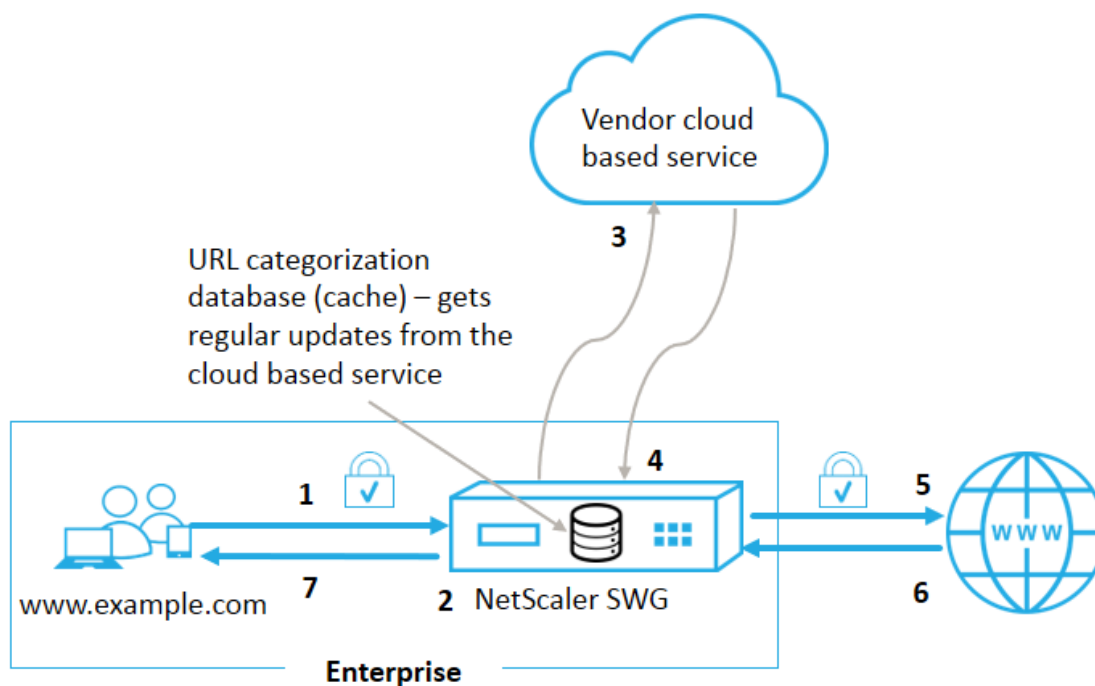 Vendor cloud
based service
3
URL categorization
database (cache) – gets
regular updates from the
cloud based service
4
1
5
www
7
2
6
www.example.com
NetScaler SWG
Enterprise